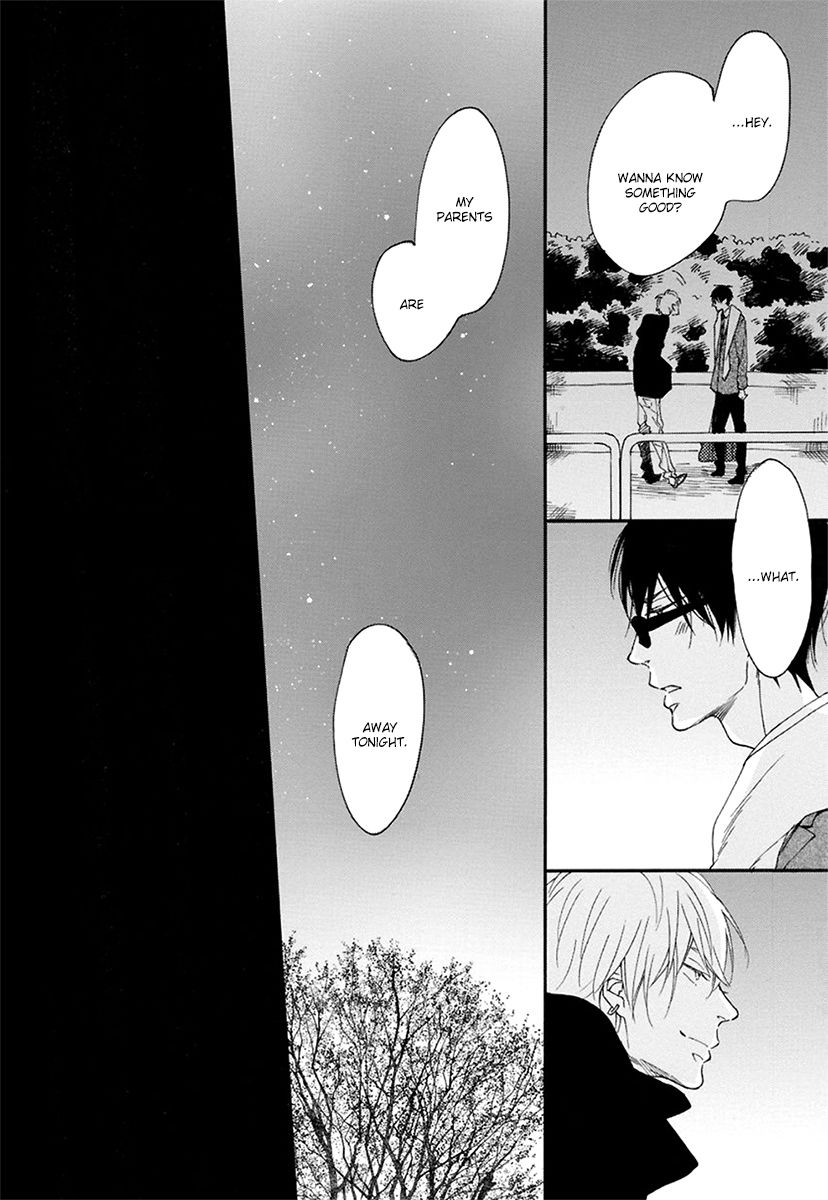 ...HEY.
WANNA KNOW
SOMETHING
GOOD?
...WHAT.
MY
PARENTS
ARE
AWAY
TONIGHT.